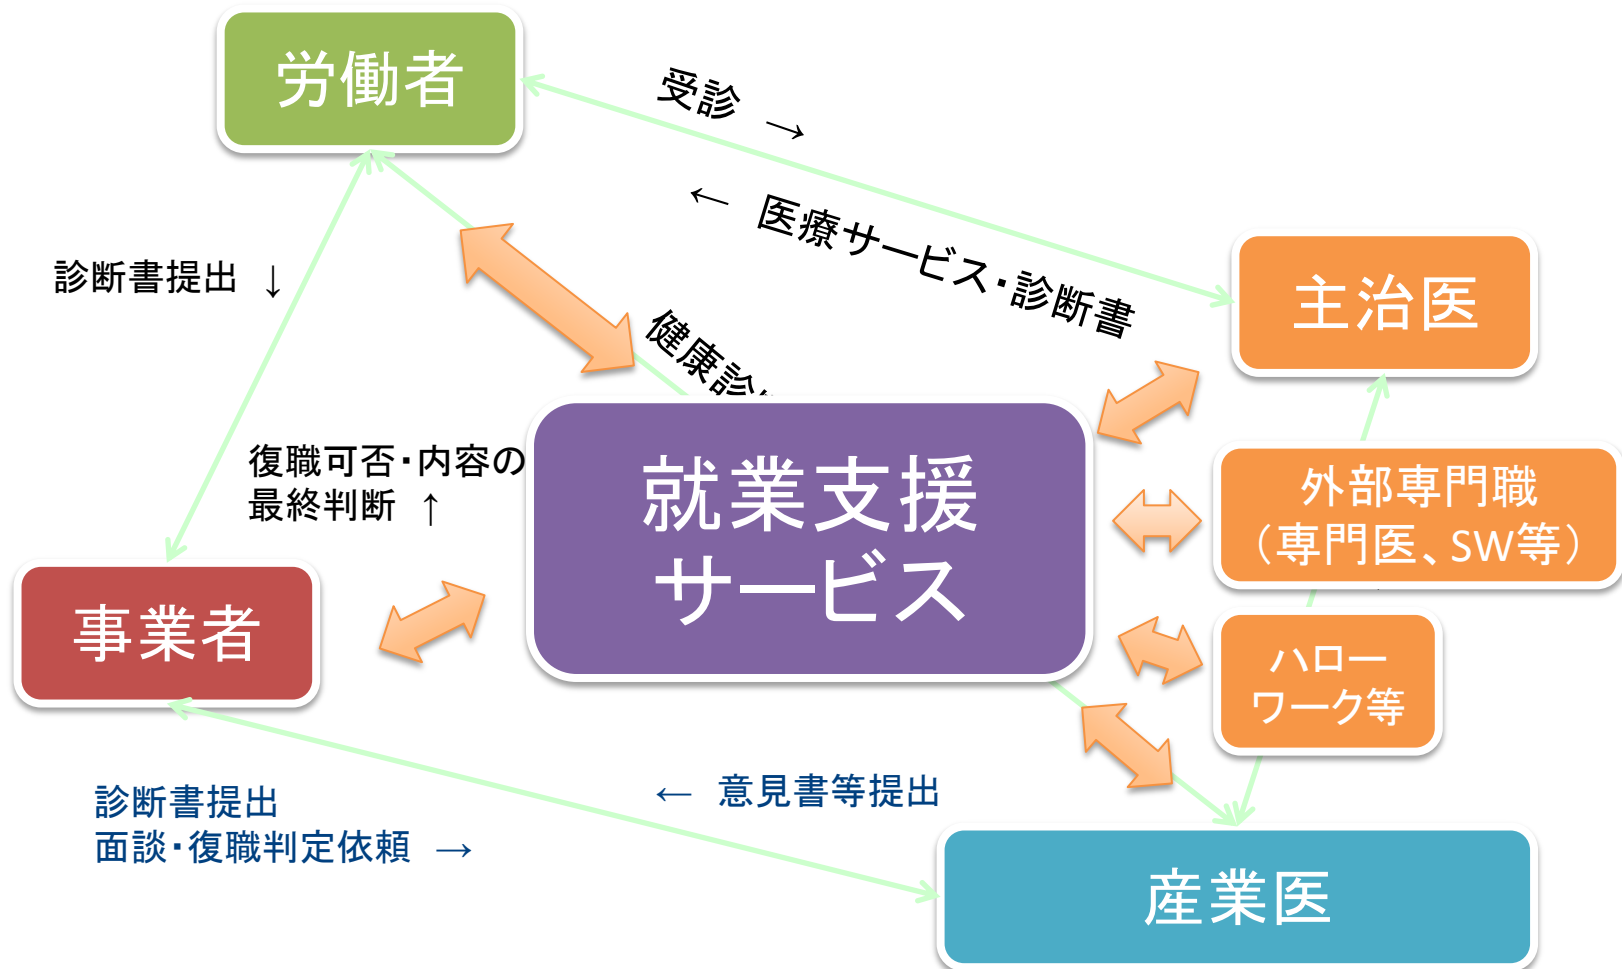 労働者
受診 →
← 医療サービス・診断書
診断書提出 ↓
主治医
健康診
復職可否・内容の
最終判断 ↑
就業支援
サービス
外部専門職
（専門医、SW等）
事業者
ハロー
ワーク等
診断書提出
面談・復職判定依頼 →
← 意見書等提出
産業医